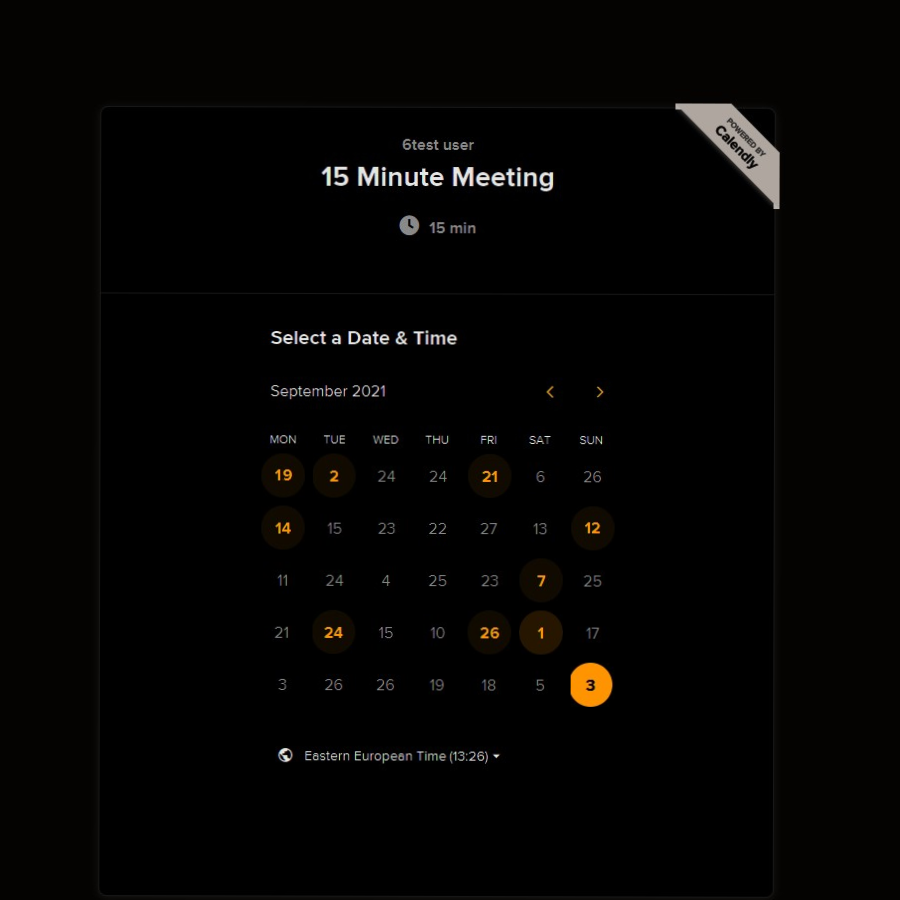 POWERED BY
Calendly
6test user
15 Minute Meeting
15 min
Select a Date & Time
September 2021
MON TUE WED THU FRI SAT SUN
19 2 24 24 21 6 26
14 15 23 22 27 13 12
11 24 4 25 23 7 25
21 24 15 10 26 1 17
3 26 26 19 18 5 3
Eastern European Time (13:26)